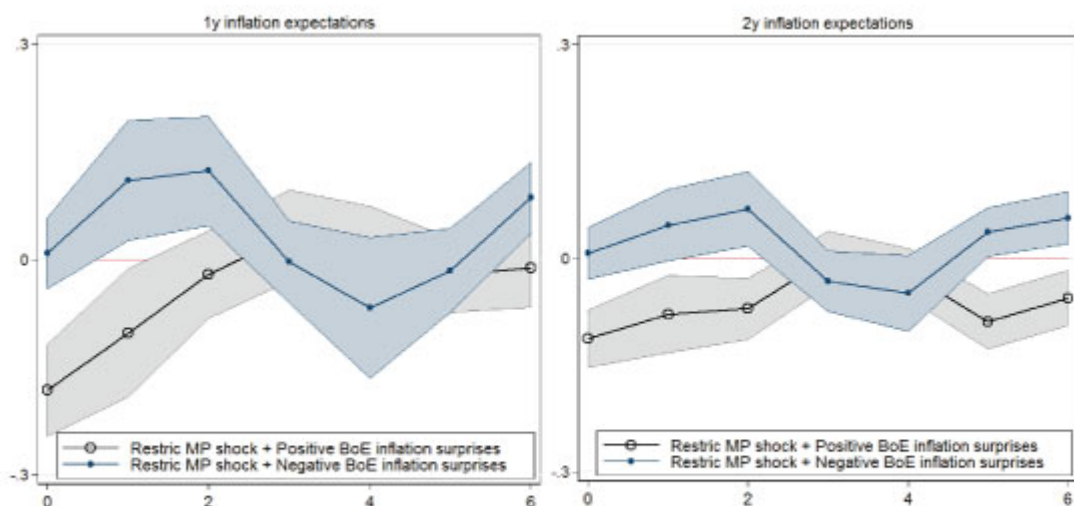 1y inflation expectations
.3
0
-.3
0
2
4
6
Restric MP shock + Positive BoE inflation surprises
Restric MP shock + Negative BoE inflation surprises
2y inflation expectations
.3
0
-.3
0
2
4
6
Restric MP shock + Positive BoE inflation surprises
Restric MP shock + Negative BoE inflation surprises